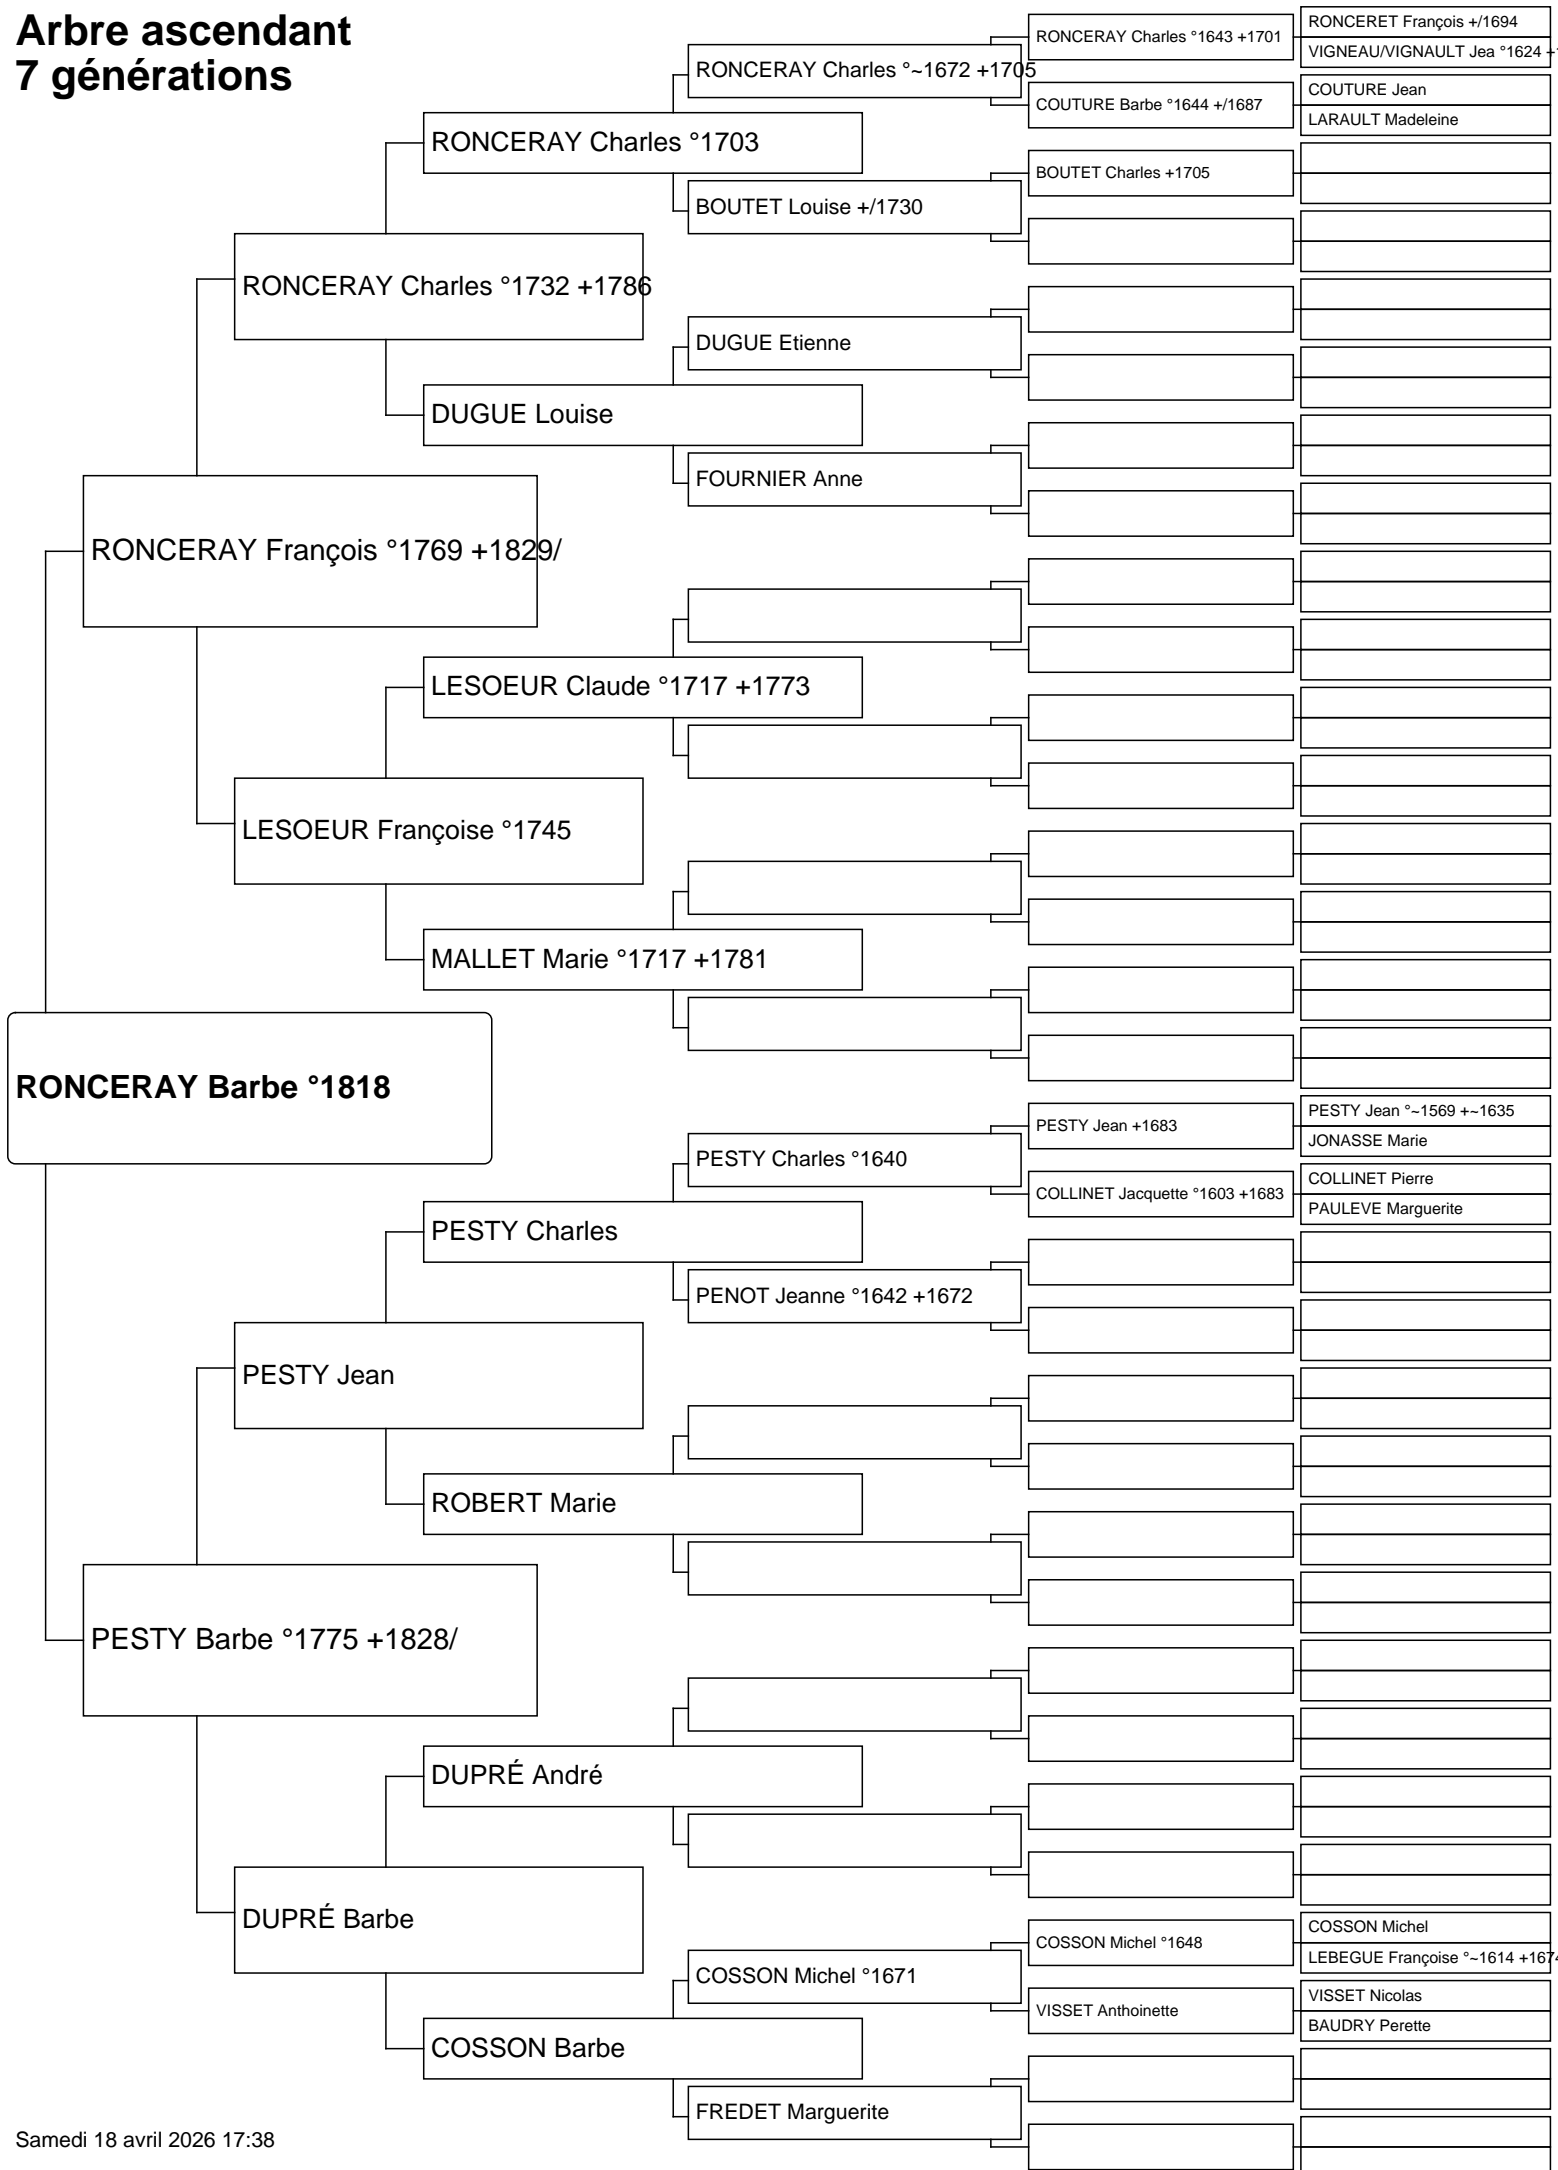 Arbre ascendant
7 générations
RONCERAY Charles °1643 +1701
RONCERET François +/1694
VIGNEAU/VIGNAULT Jea °1624 +
RONCERAY Charles °~1672 +1705
COUTURE Barbe °1644 +/1687
COUTURE Jean
LARAULT Madeleine
RONCERAY Charles °1703
BOUTET Charles +1705
BOUTET Louise +/1730
RONCERAY Charles °1732 +1786
DUGUE Etienne
DUGUE Louise
FOURNIER Anne
RONCERAY François °1769 +1829/
LESOEUR Claude °1717 +1773
LESOEUR Françoise °1745
MALLET Marie °1717 +1781
RONCERAY Barbe °1818
PESTY Jean +1683
PESTY Jean °~1569 +~1635
JONASSE Marie
PESTY Charles °1640
COLLINET Jacquette °1603 +1683
COLLINET Pierre
PAULEVE Marguerite
PESTY Charles
PENOT Jeanne °1642 +1672
PESTY Jean
ROBERT Marie
PESTY Barbe °1775 +1828/
DUPRÉ André
DUPRÉ Barbe
COSSON Michel °1648
COSSON Michel
LEBEGUE Françoise °~1614 +1674
COSSON Michel °1671
VISSET Anthoinette
VISSET Nicolas
BAUDRY Perette
COSSON Barbe
FREDET Marguerite
Samedi 18 avril 2026 17:38